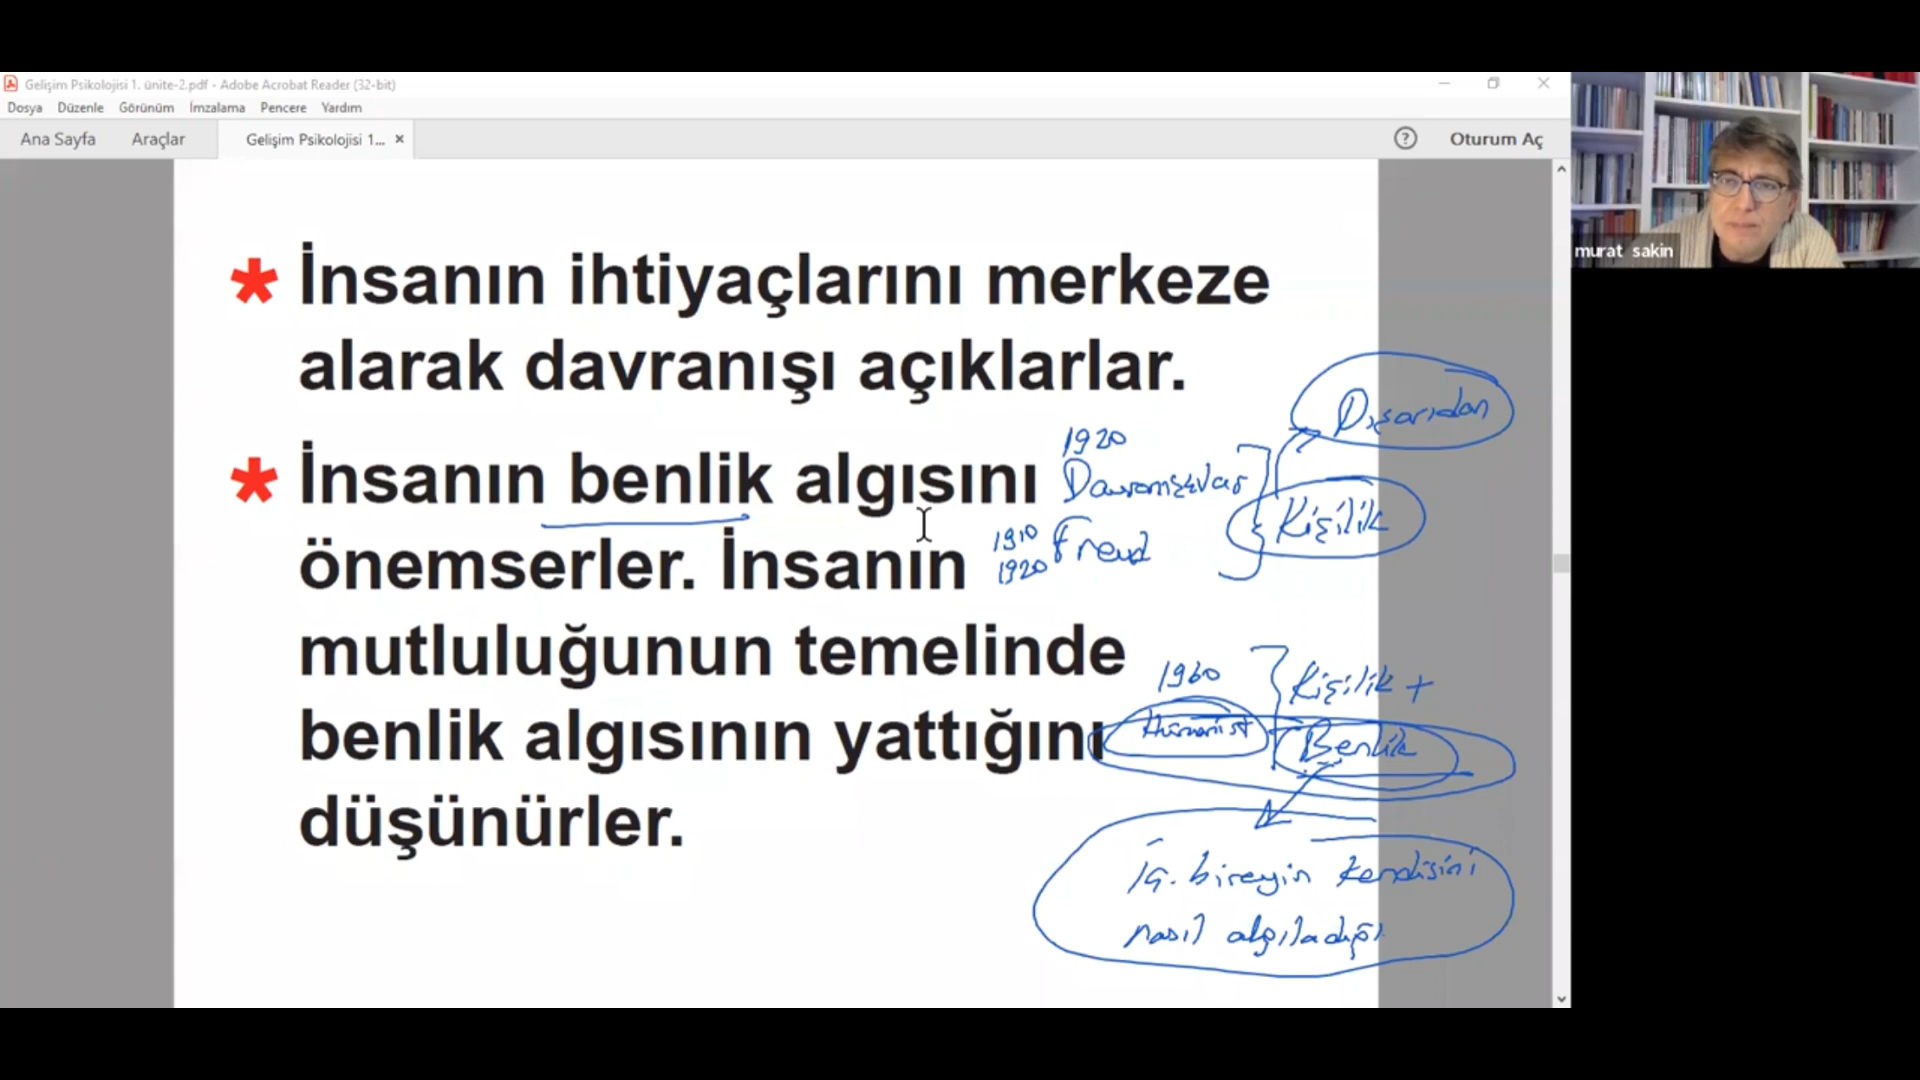 Gelişim Psikolojisi 1. ünite-2.pdf - Adobe Acrobat Reader (32-bit)
Dosya Düzenle Görünüm İmzalama Pencere Yardım
Ana Sayfa Araçlar Gelişim Psikolojisi 1... × ? Oturum Aç
murat sakin
* İnsanın ihtiyaçlarını merkeze
alarak davranışı açıklarlar.
* İnsanın benlik algısını
önemserler. İnsanın
mutluluğunun temelinde
benlik algısının yattığını
düşünürler.
Dışarıdan
1920
Davranışçılar
Kişilik
1910
1920 Freud
1960
Kişilik +
Hümanist
Benlik
İç. bireyin kendisini
nasıl algıladığı